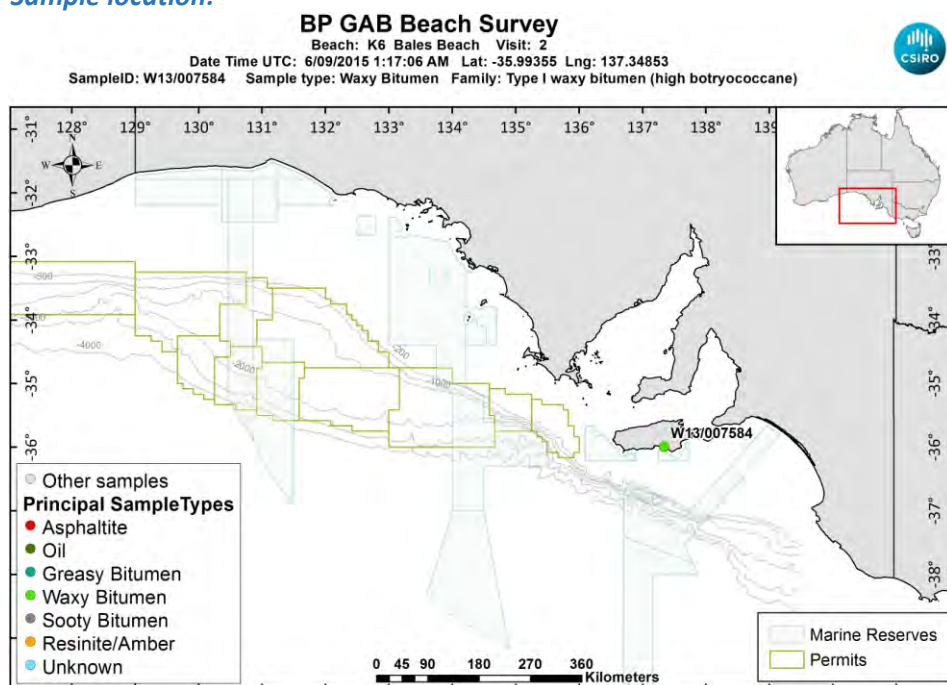 Sample location:
BP GAB Beach Survey
Beach: K6 Bales Beach Visit: 2
Date Time UTC: 6/09/2015 1:17:06 AM Lat: -35.99355 Lng: 137.34853
SampleID: W13/007584 Sample type: Waxy Bitumen Family: Type I waxy bitumen (high botryococcane)
CSIRO
128° 129° 130° 131° 132° 133° 134° 135° 136° 137° 138° 139
-31°
-32°
-33°
-34°
-35°
-36°
-37°
-38°
W N E
S
-31°
-33°
-34°
-35°
-36°
-37°
-38°
-200
-1000
-2000
-4000
W13/007584
Other samples
Principal SampleTypes
Asphaltite
Oil
Greasy Bitumen
Waxy Bitumen
Sooty Bitumen
Resinite/Amber
Unknown
0 45 90 180 270 360
Kilometers
Marine Reserves
Permits